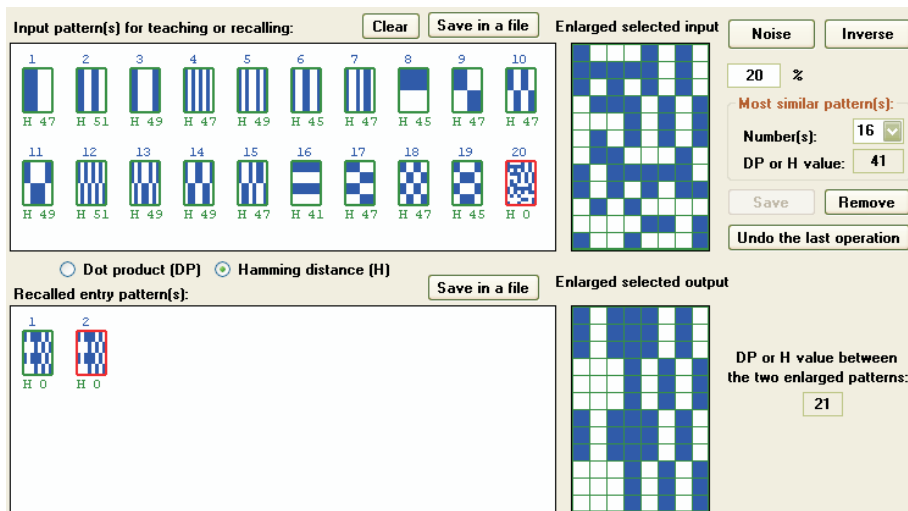 Input pattern(s) for teaching or recalling: Clear Save in a file Enlarged selected input Noise Inverse
1 2 3 4 5 6 7 8 9 10
H 47 H 51 H 49 H 47 H 49 H 45 H 47 H 45 H 47 H 47
20 %
Most similar pattern(s):
Number(s): 16
DP or H value: 41
11 12 13 14 15 16 17 18 19 20
H 49 H 51 H 49 H 49 H 47 H 41 H 47 H 47 H 45 H 0
Save Remove
Undo the last operation
Dot product (DP) Hamming distance (H)
Recalled entry pattern(s): Save in a file Enlarged selected output
1 2
H 0 H 0
DP or H value between
the two enlarged patterns:
21